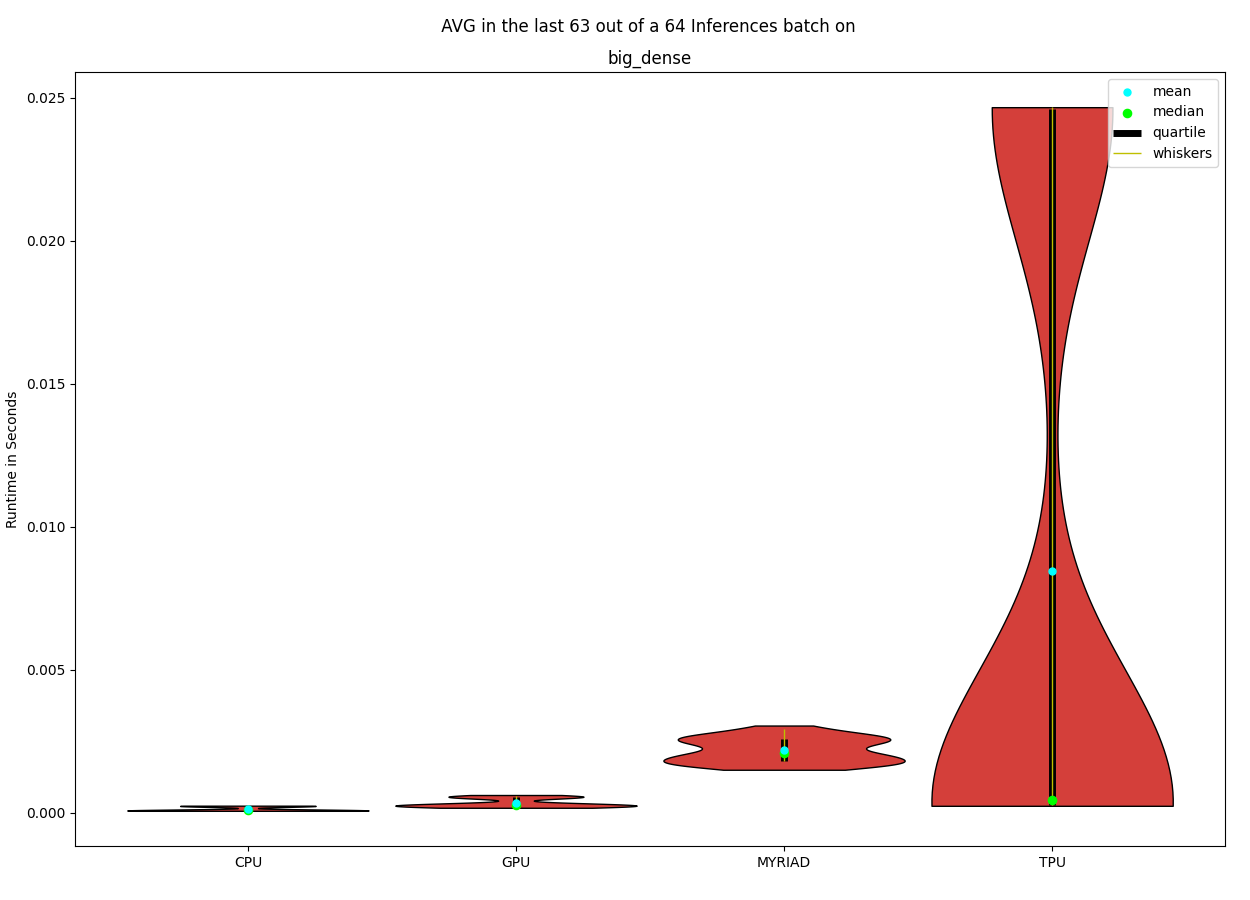 AVG in the last 63 out of a 64 Inferences batch on
big_dense
mean
median
quartile
whiskers
0.025
0.020
0.015
0.010
0.005
0.000
Runtime in Seconds
CPU
GPU
MYRIAD
TPU